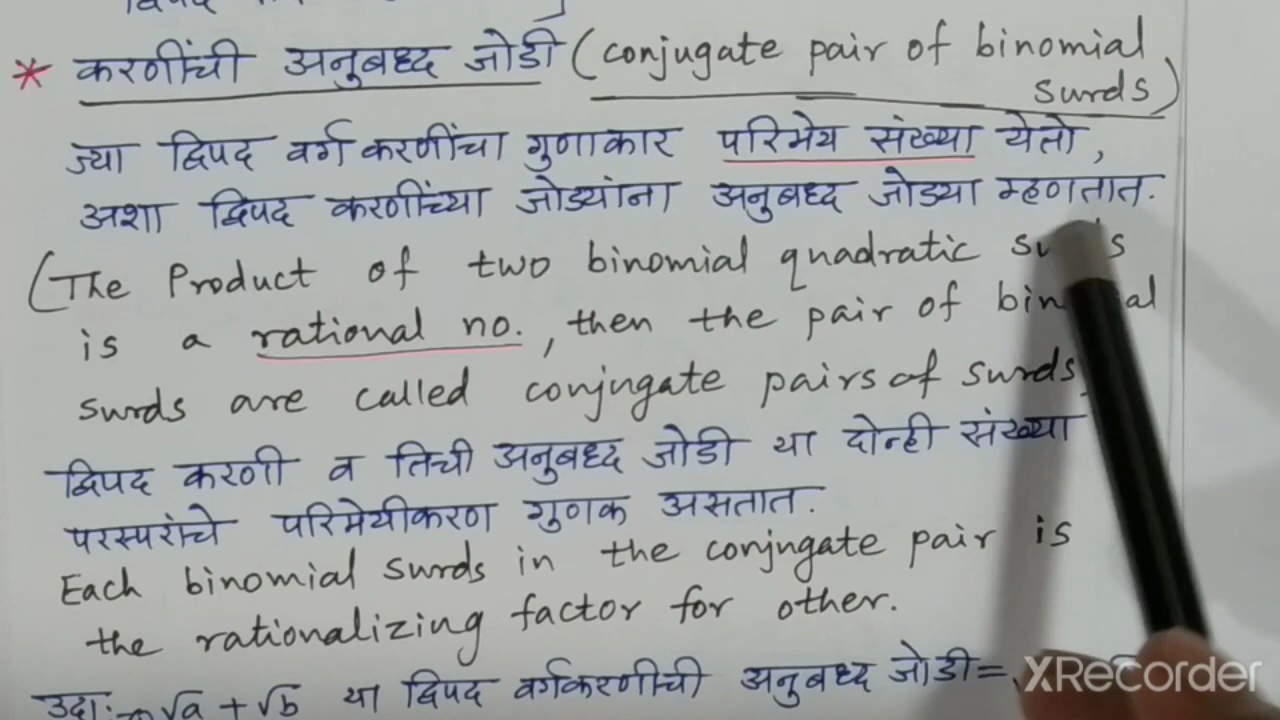 * करणींची अनुबध्द जोडी (conjugate pair of binomial
surds)
ज्या द्विपद वर्ग करणींचा गुणाकार परिमेय संख्या येतो,
अशा द्विपद करणींच्या जोड्यांना अनुबध्द जोड्या म्हणतात.
(The Product of two binomial quadratic
is a rational no., then the pair of
surds are called conjugate pairs of surds
द्विपद करणी व तिची अनुबध्द जोडी या दोन्ही संख्या
परस्परांचे परिमेयीकरण गुणक असतात.
Each binomial surds in the conjngate pair is
the rationalizing factor for other.
उदा:- √a + √b या द्विपद वर्गकरणीची अनुबध्द जोडी =
XRecorder